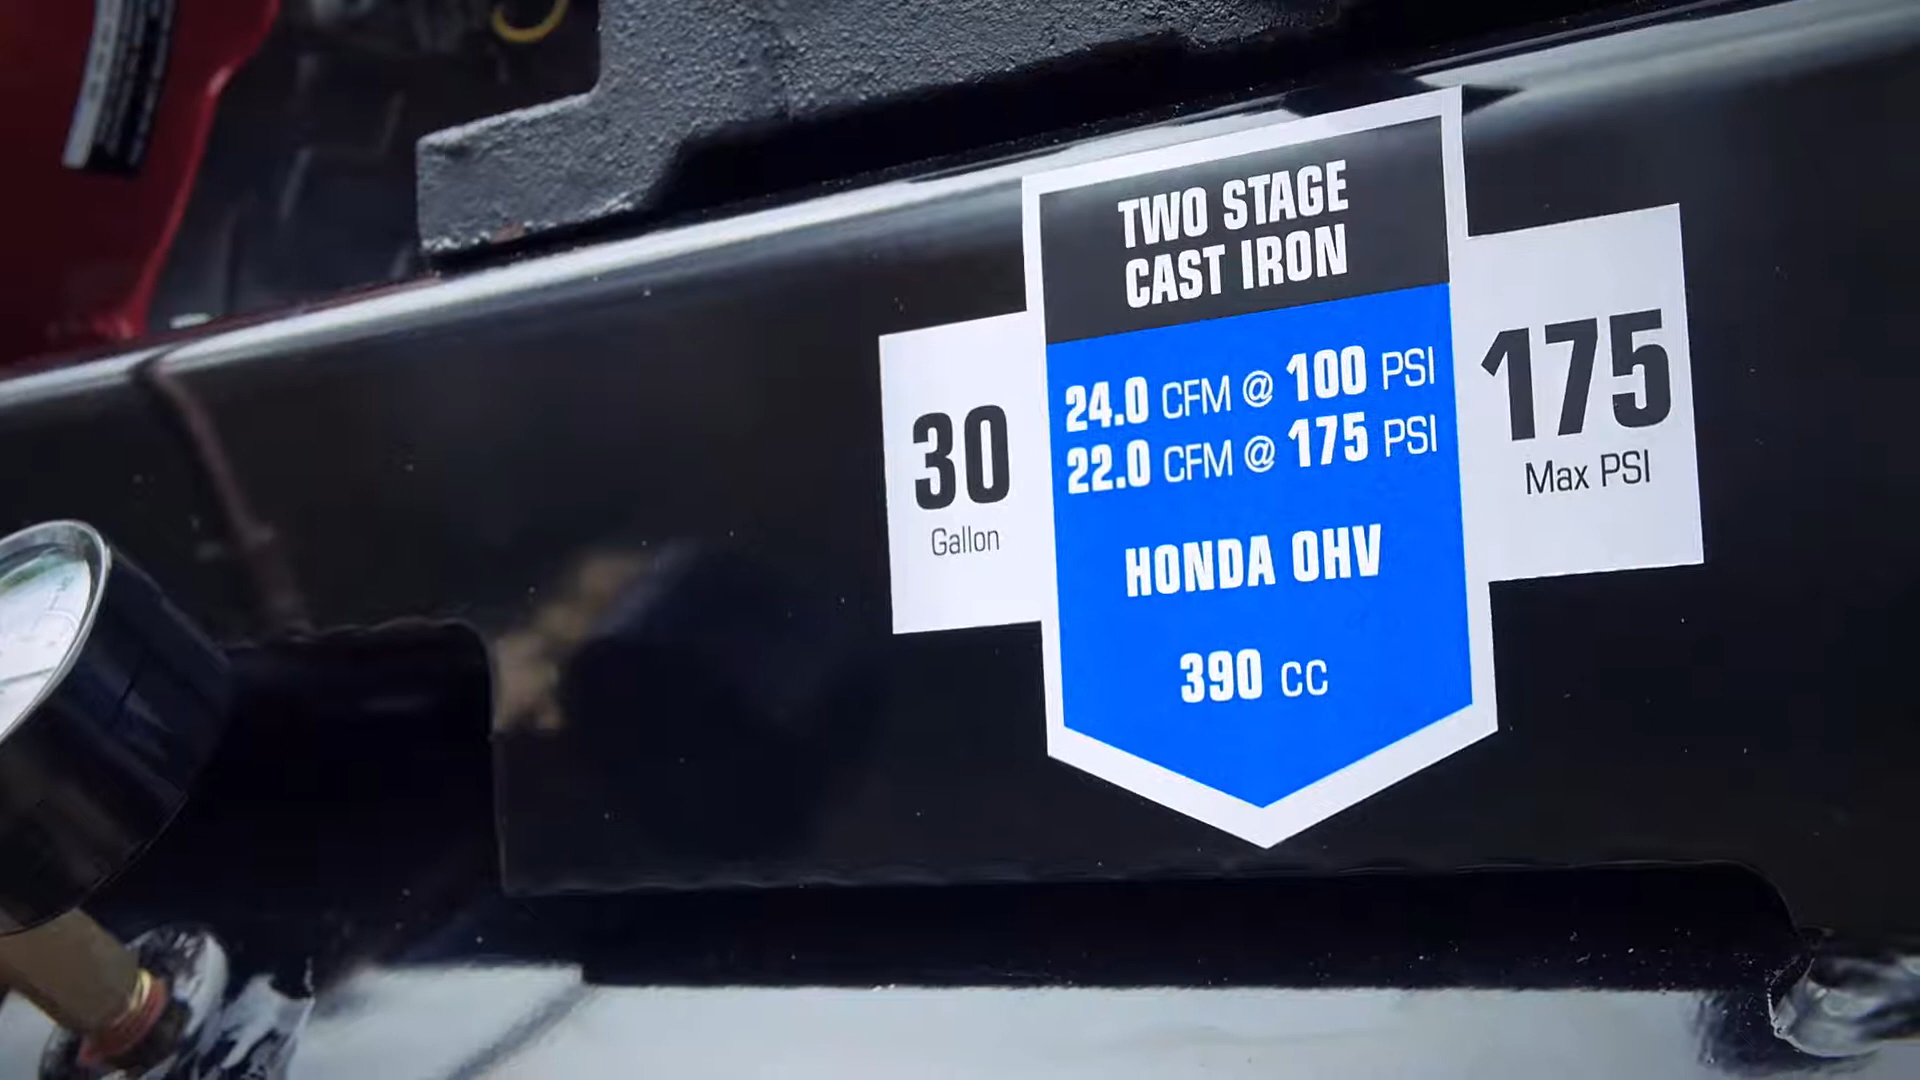 TWO STAGE
CAST IRON
24.0 CFM @ 100 PSI
22.0 CFM @ 175 PSI
HONDA OHV
390 CC
30
Gallon
175
Max PSI